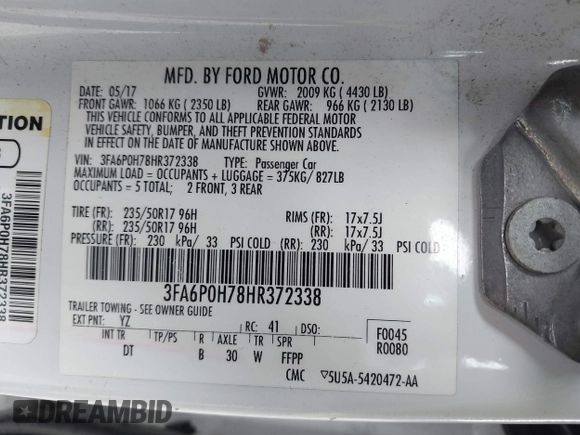 MFD. BY FORD MOTOR CO.
DATE: 05/17 GVWR: 2009 KG ( 4430 LB)
FRONT GAWR: 1066 KG ( 2350 LB) REAR GAWR: 966 KG ( 2130 LB)
THIS VEHICLE CONFORMS TO ALL APPLICABLE FEDERAL MOTOR
VEHICLE SAFETY, BUMPER, AND THEFT PREVENTION STANDARDS
IN EFFECT ON THE DATE OF MANUFACTURE SHOWN ABOVE.
VIN: 3FA6P0H78HR372338 TYPE: Passenger Car
MAXIMUM LOAD = OCCUPANTS + LUGGAGE = 375KG/ 827LB
OCCUPANTS = 5 TOTAL; 2 FRONT, 3 REAR
TIRE (FR): 235/50R17 96H RIMS (FR): 17x7.5J
(RR): 235/50R17 96H (RR): 17x7.5J
PRESSURE (FR): 230 kPa/ 33 PSI COLD (RR): 230 kPa/ 33 PSI COLD
3FA6P0H78HR372338
TRAILER TOWING - SEE OWNER GUIDE
EXT PNT: YZ RC: 41 DSO:
INT TR TP/PS R AXLE TR SPR
DT B 30 W FFPP
F0045
R0080
CMC ▽5U5A-5420472-AA
TION
3FA6P0H78HR372338
DREAMBID